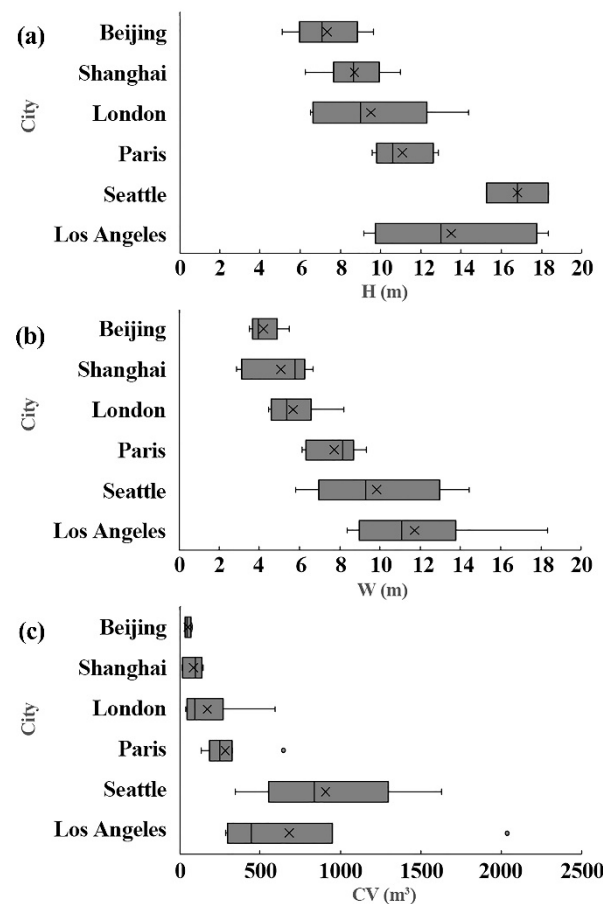 (a)
City
Beijing
Shanghai
London
Paris
Seattle
Los Angeles
0 2 4 6 8 10 12 14 16 18 20
H (m)
(b)
City
Beijing
Shanghai
London
Paris
Seattle
Los Angeles
0 2 4 6 8 10 12 14 16 18 20
W (m)
(c)
City
Beijing
Shanghai
London
Paris
Seattle
Los Angeles
0 500 1000 1500 2000 2500
CV (m³)